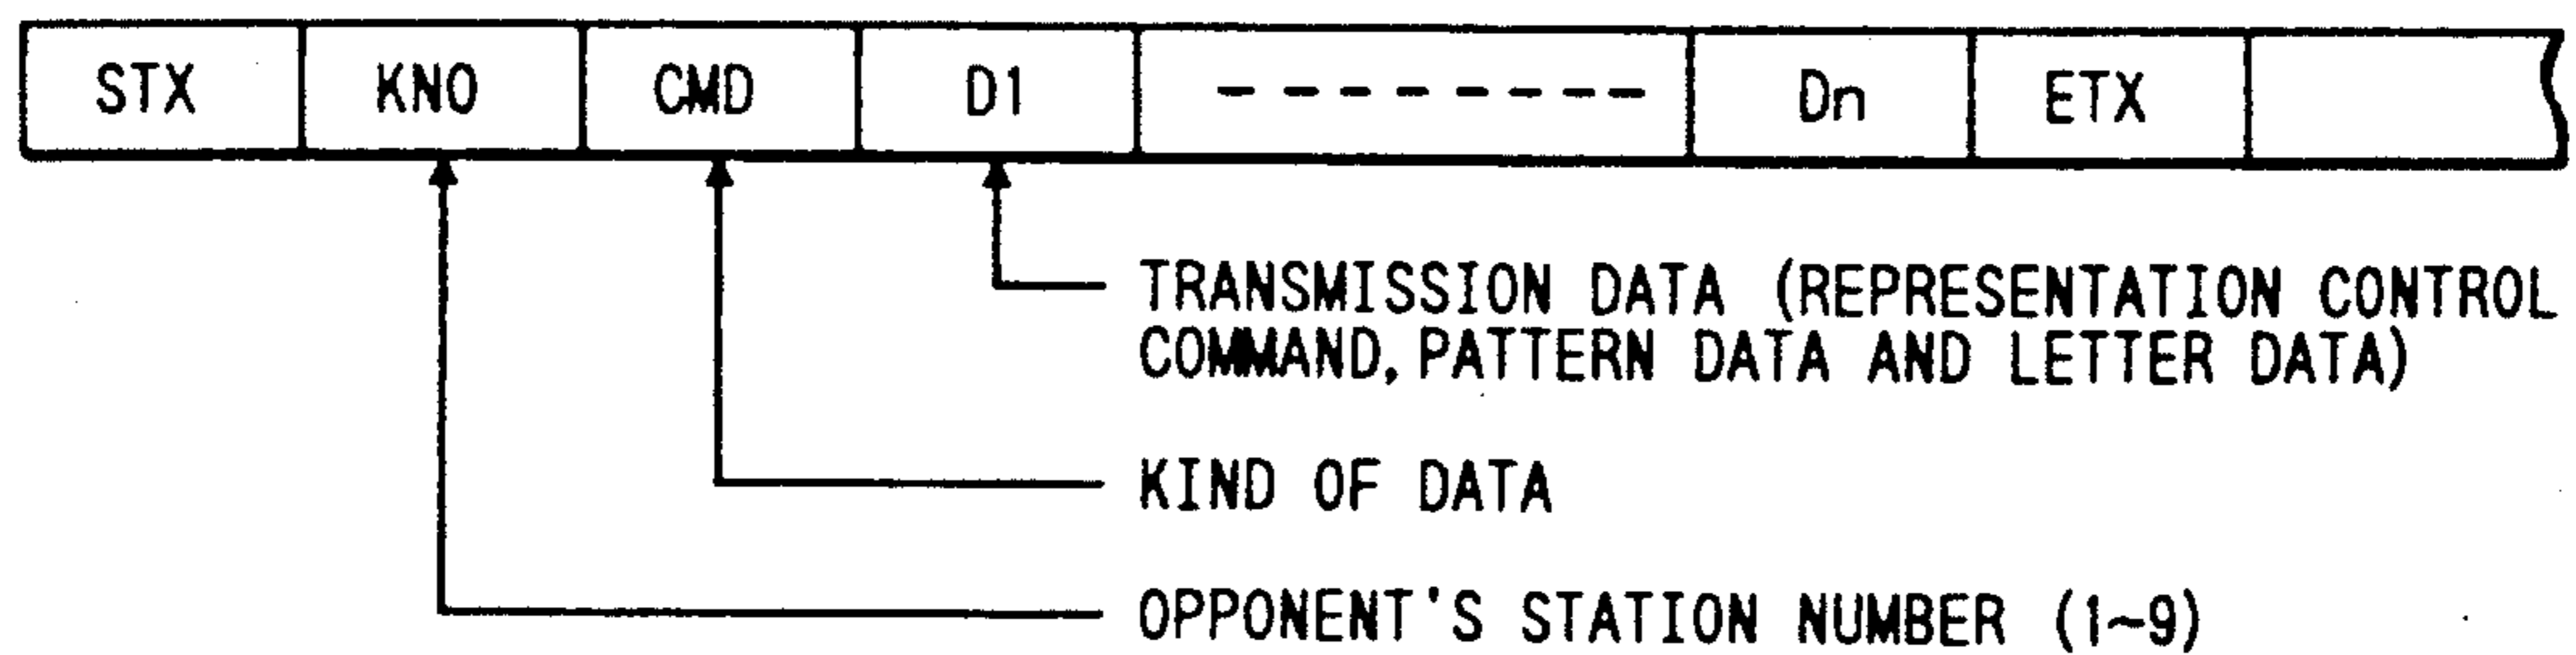 STX KNO CMD D1 --------- Dn ETX
TRANSMISSION DATA (REPRESENTATION CONTROL
COMMAND, PATTERN DATA AND LETTER DATA)
KIND OF DATA
OPPONENT'S STATION NUMBER (1~9)